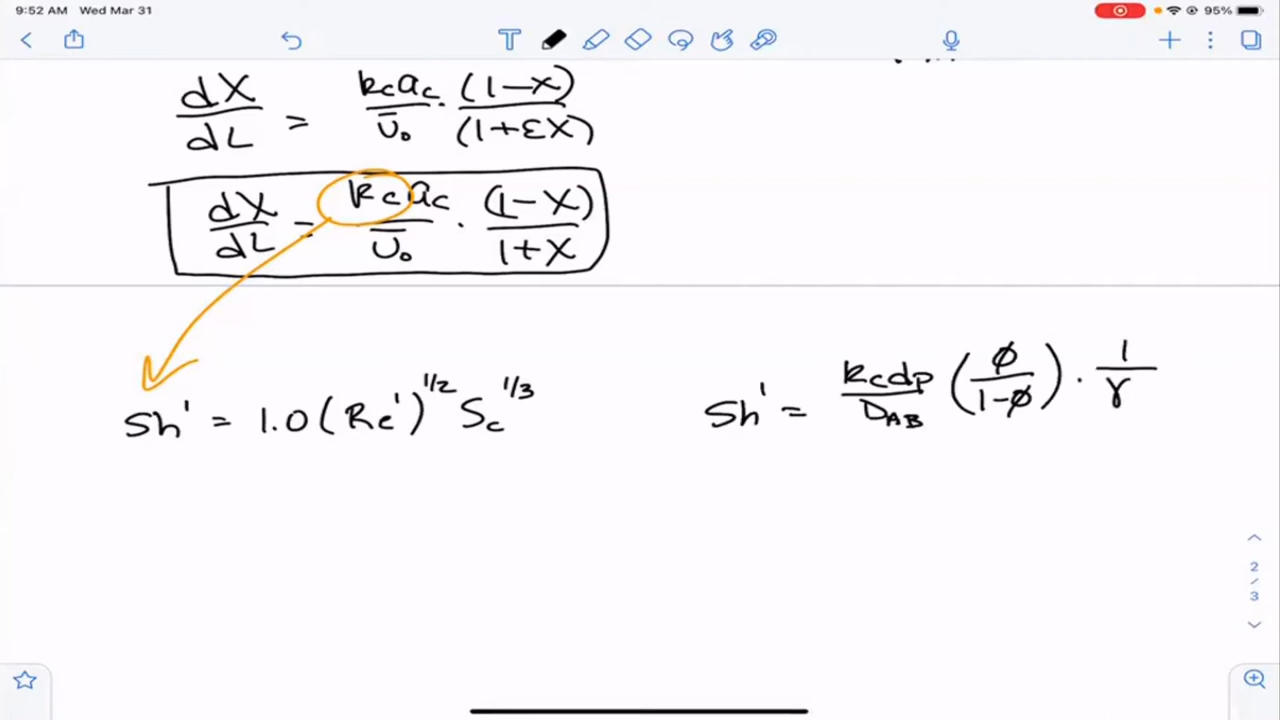 9:52 AM Wed Mar 31 95%
T
dX/dL = kcac/U₀ · (1-X)/(1+εX)
dX/dL = kcac/U₀ · (1-X)/1+X
Sh' = 1.0 (Re')^1/2 Sc^1/3
Sh' = kcdp/DAB (φ/1-φ) · 1/γ
2
/
3